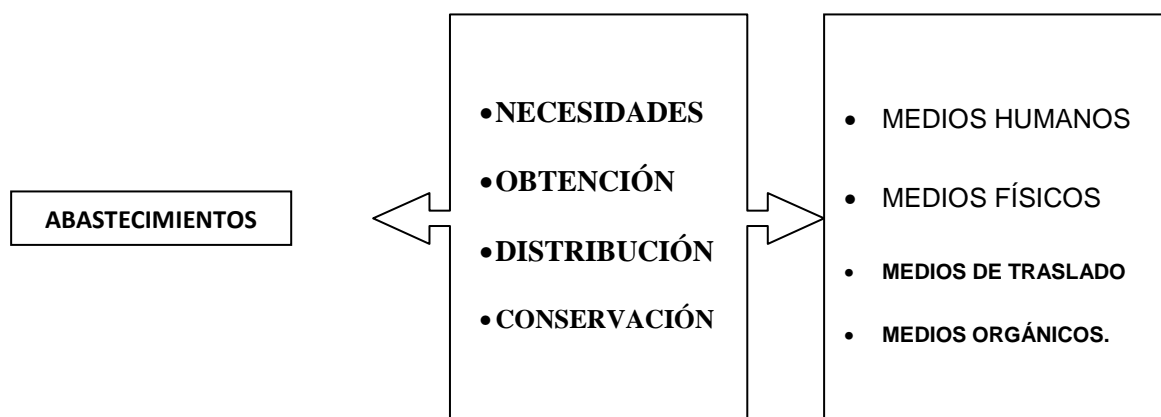 ABASTECIMIENTOS
•NECESIDADES
•OBTENCIÓN
•DISTRIBUCIÓN
•CONSERVACIÓN
• MEDIOS HUMANOS
• MEDIOS FÍSICOS
• MEDIOS DE TRASLADO
• MEDIOS ORGÁNICOS.